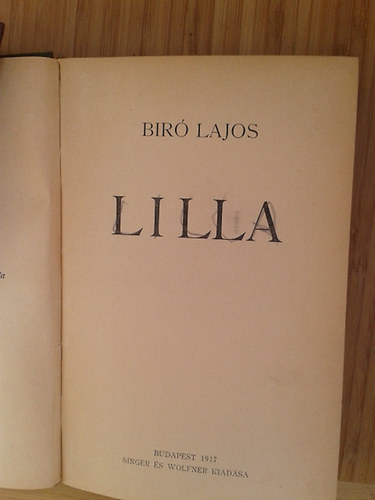 BIRÓ LAJOS
LILLA
BUDAPEST 1917
SINGER ÉS WOLFNER KIADÁSA